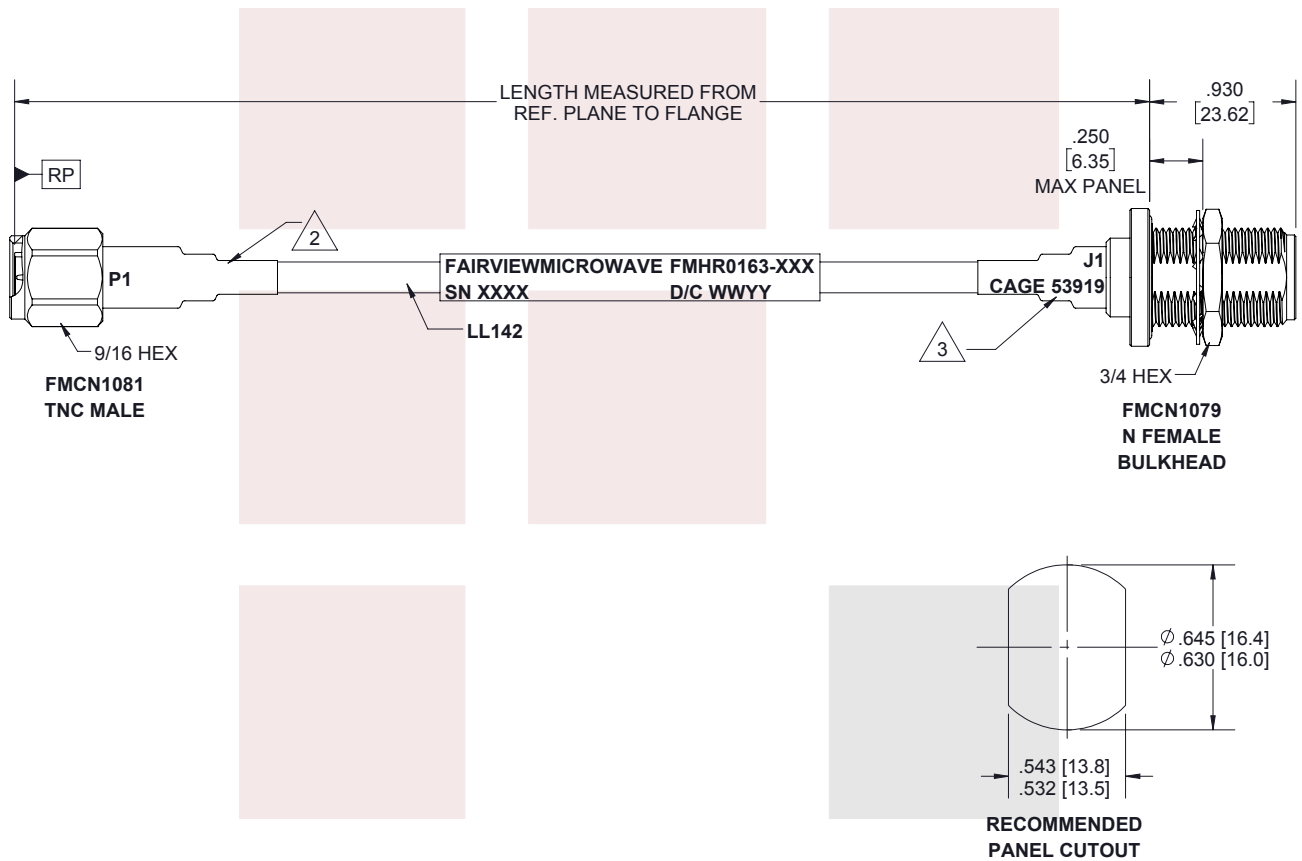 LENGTH MEASURED FROM
REF. PLANE TO FLANGE
.930
[23.62]
.250
[6.35]
MAX PANEL
RP
2
P1
FAIRVIEWMICROWAVE FMHR0163-XXX
SN XXXX D/C WWYY
J1
CAGE 53919
LL142
3
9/16 HEX
FMCN1081
TNC MALE
3/4 HEX
FMCN1079
N FEMALE
BULKHEAD
Ø .645 [16.4]
Ø .630 [16.0]
.543 [13.8]
.532 [13.5]
RECOMMENDED
PANEL CUTOUT